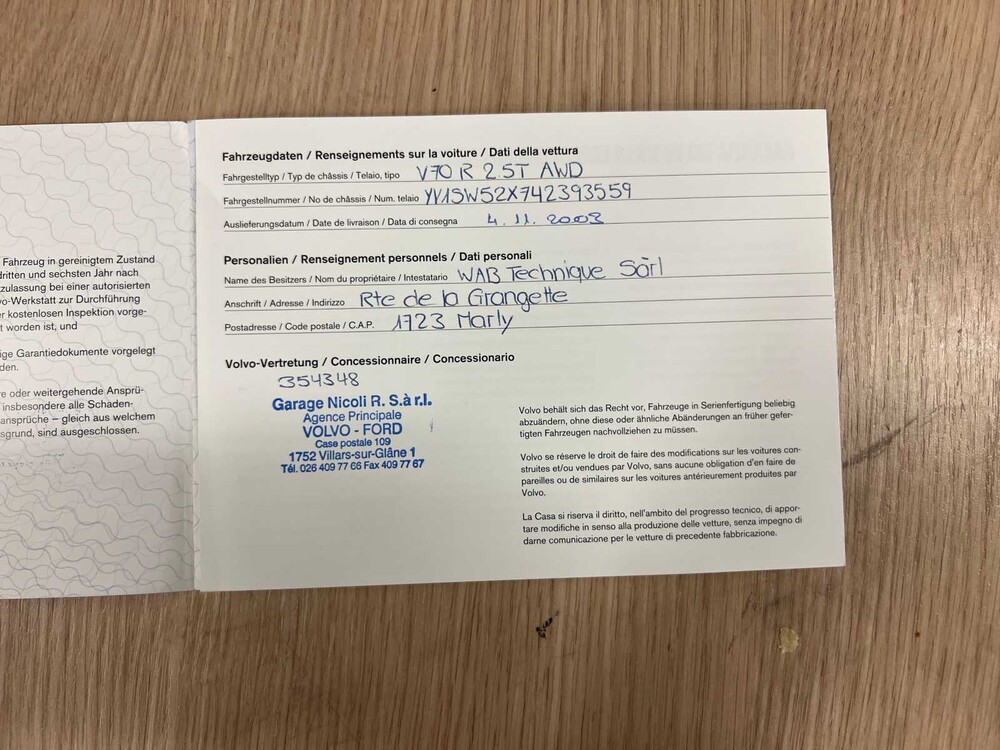 Fahrzeug in gereinigtem Zustand
dritten und sechsten Jahr nach
zulassung bei einer autorisierten
vo-Werkstatt zur Durchführung
r kostenlosen Inspektion vorge-
t worden ist, und
ige Garantiedokumente vorgelegt
den.
re oder weitergehende Ansprü-
insbesondere alle Schaden-
ansprüche – gleich aus welchem
sgrund, sind ausgeschlossen.
Fahrzeugdaten / Renseignements sur la voiture / Dati della vettura
Fahrgestelltyp / Typ de châssis / Telaio, tipo V70 R 2.5T AWD
Fahrgestellnummer / No de châssis / Num. telaio YV1SW52X742393559
Auslieferungsdatum / Date de livraison / Data di consegna 4. 11. 2003
Personalien / Renseignement personnels / Dati personali
Name des Besitzers / Nom du propriétaire / Intestatario WAB Technique Sàrl
Anschrift / Adresse / Indirizzo Rte de la Grangette
Postadresse / Code postale / C.A.P. 1723 Marly
Volvo-Vertretung / Concessionnaire / Concessionario
354348
Garage Nicoli R. S.à r.l.
Agence Principale
VOLVO - FORD
Case postale 109
1752 Villars-sur-Glâne 1
Tél. 026 409 77 66 Fax 409 77 67
Volvo behält sich das Recht vor, Fahrzeuge in Serienfertigung beliebig
abzuändern, ohne diese oder ähnliche Abänderungen an früher gefer-
tigten Fahrzeugen nachvollziehen zu müssen.
Volvo se réserve le droit de faire des modifications sur les voitures con-
struites et/ou vendues par Volvo, sans aucune obligation d'en faire de
pareilles ou de similaires sur les voitures antérieurement produites par
Volvo.
La Casa si riserva il diritto, nell'ambito del progresso tecnico, di appor-
tare modifiche in senso alla produzione delle vetture, senza impegno di
darne comunicazione per le vetture di precedente fabbricazione.